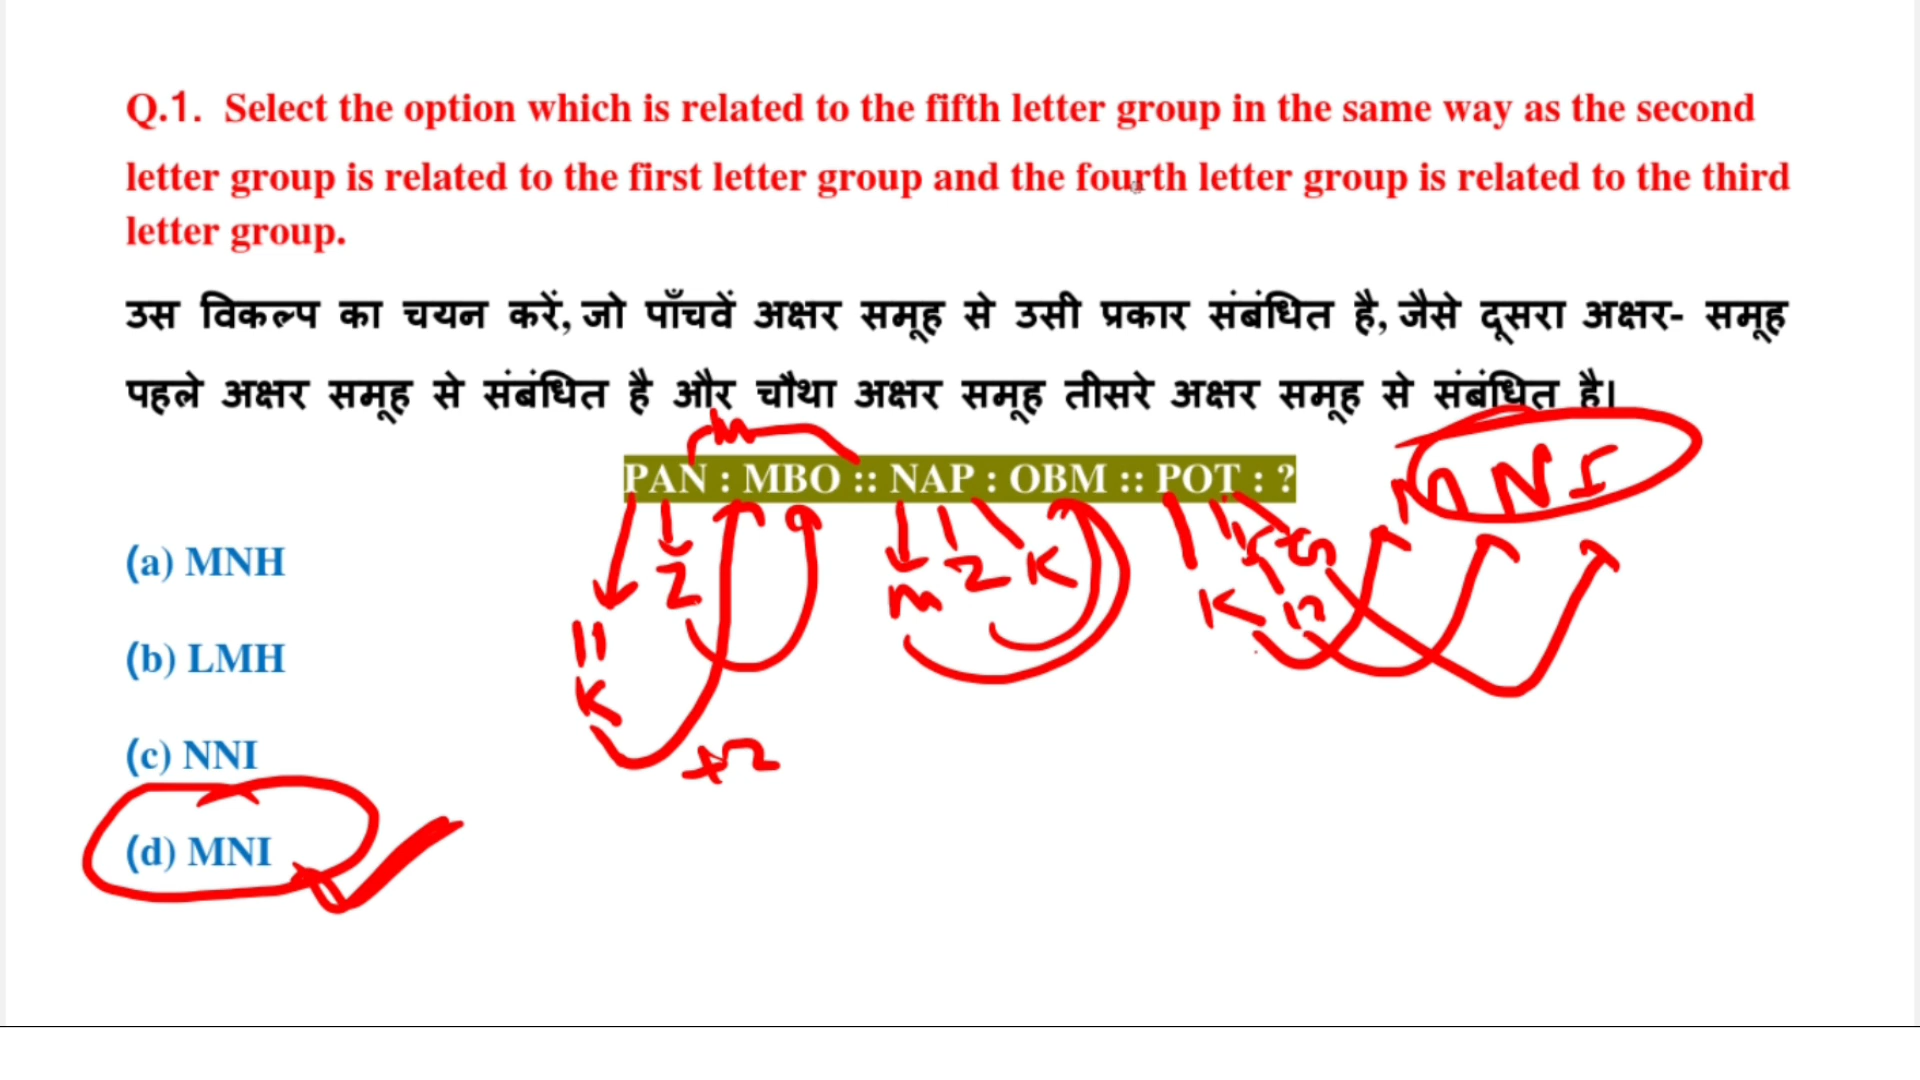 Q.1. Select the option which is related to the fifth letter group in the same way as the second
letter group is related to the first letter group and the fourth letter group is related to the third
letter group.
उस विकल्प का चयन करें, जो पाँचवें अक्षर समूह से उसी प्रकार संबंधित है, जैसे दूसरा अक्षर- समूह
पहले अक्षर समूह से संबंधित है और चौथा अक्षर समूह तीसरे अक्षर समूह से संबंधित है।
M
PAN : MBO :: NAP : OBM :: POT : ?
MNI
(a) MNH
Z
M Z K
K
(b) LMH
11
K
(c) NNI
+2
(d) MNI